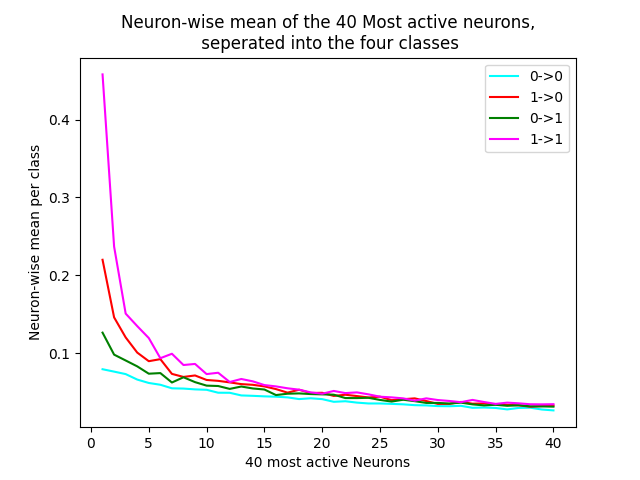 Neuron-wise mean of the 40 Most active neurons,
seperated into the four classes
0->0
1->0
0->1
1->1
Neuron-wise mean per class
0.4
0.3
0.2
0.1
0 5 10 15 20 25 30 35 40
40 most active Neurons